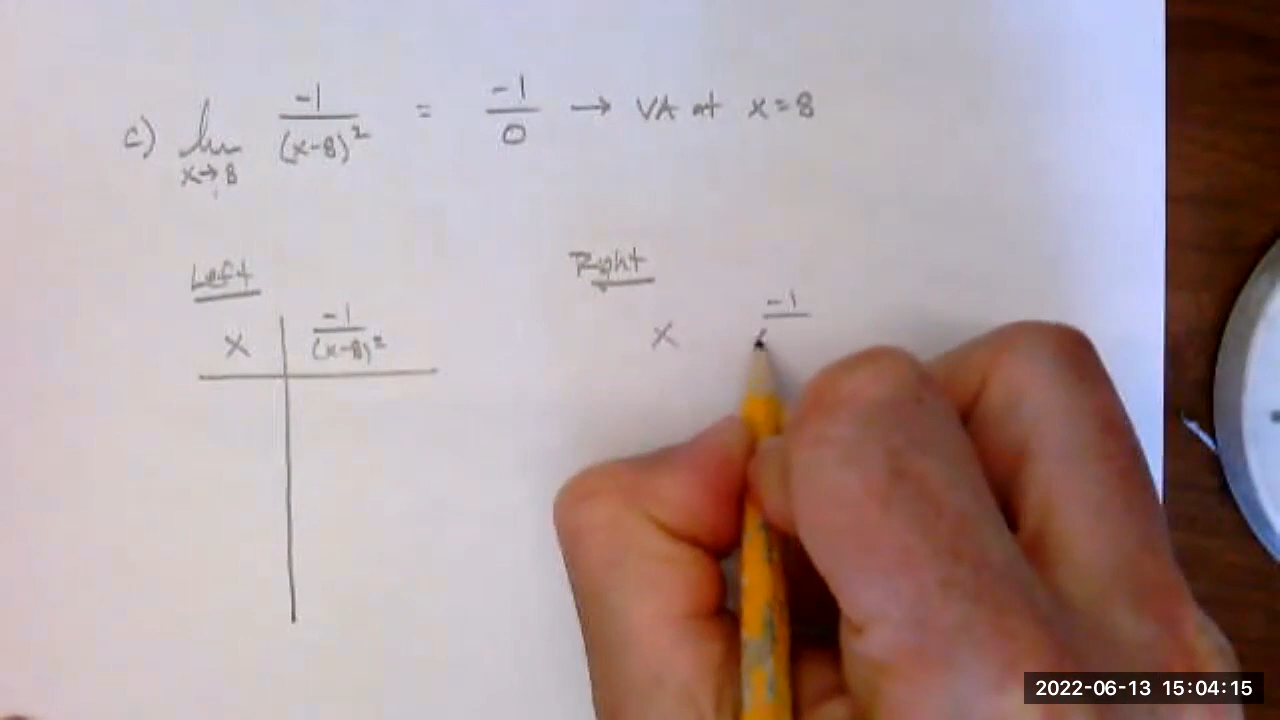 c) lim x→8 -1/(x-8)² = -1/0 → VA at x=8
Left
Right
x | -1/(x-8)²
x -1/(
2022-06-13 15:04:15